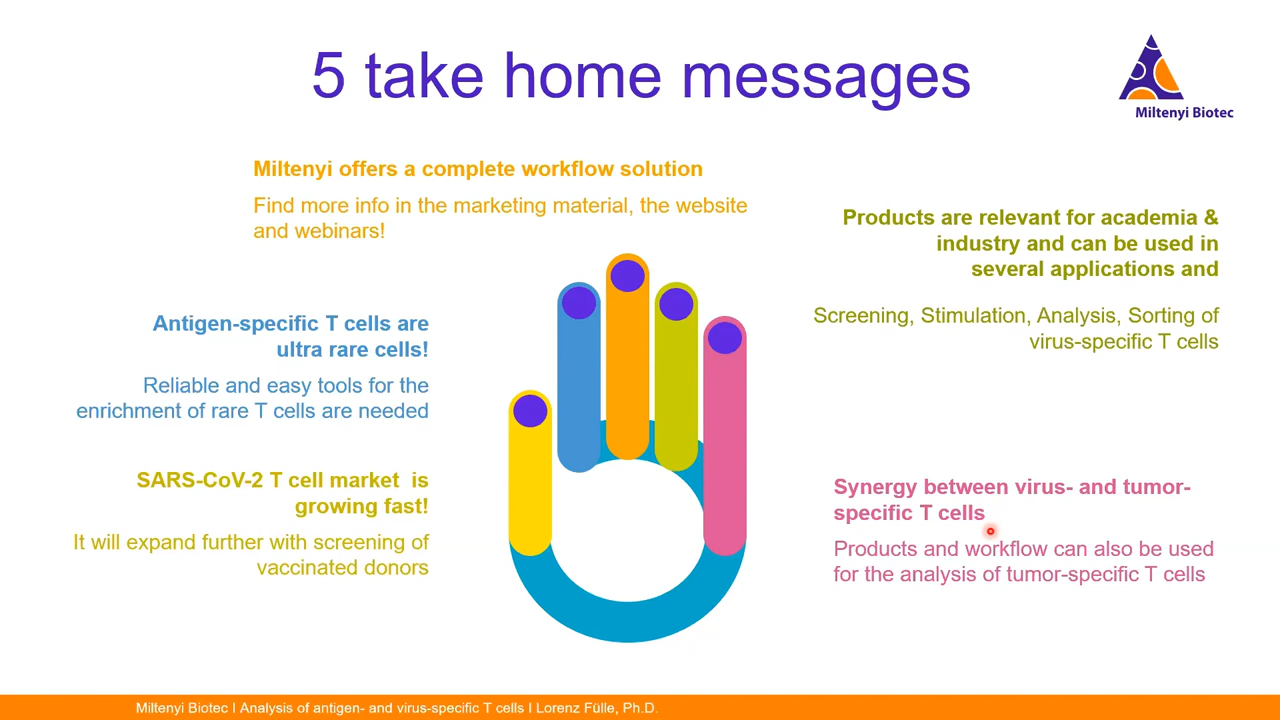 5 take home messages
Miltenyi Biotec
Miltenyi offers a complete workflow solution
Find more info in the marketing material, the website
and webinars!
Products are relevant for academia &
industry and can be used in
several applications and
Screening, Stimulation, Analysis, Sorting of
virus-specific T cells
Antigen-specific T cells are
ultra rare cells!
Reliable and easy tools for the
enrichment of rare T cells are needed
SARS-CoV-2 T cell market  is
growing fast!
It will expand further with screening of
vaccinated donors
Synergy between virus- and tumor-
specific T cells
Products and workflow can also be used
for the analysis of tumor-specific T cells
Miltenyi Biotec I Analysis of antigen- and virus-specific T cells I Lorenz Fülle, Ph.D.